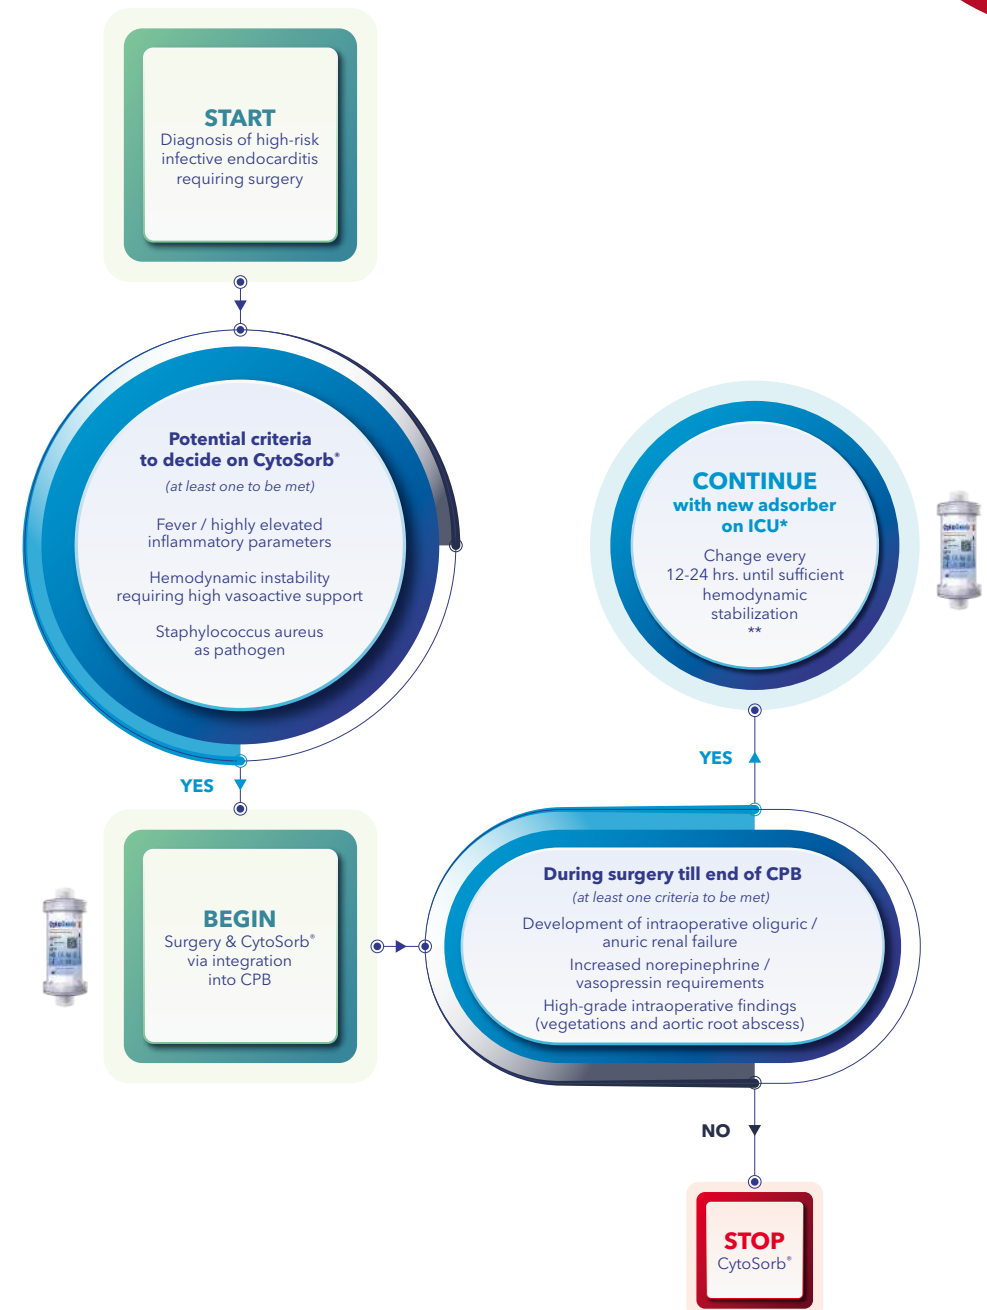 START
Diagnosis of high-risk
infective endocarditis
requiring surgery
Potential criteria
to decide on CytoSorb®
(at least one to be met)
Fever / highly elevated
inflammatory parameters
Hemodynamic instability
requiring high vasoactive support
Staphylococcus aureus
as pathogen
YES
BEGIN
Surgery & CytoSorb®
via integration
into CPB
During surgery till end of CPB
(at least one criteria to be met)
Development of intraoperative oliguric /
anuric renal failure
Increased norepinephrine /
vasopressin requirements
High-grade intraoperative findings
(vegetations and aortic root abscess)
YES
CONTINUE
with new adsorber
on ICU*
Change every
12-24 hrs. until sufficient
hemodynamic
stabilization
**
NO
STOP
CytoSorb®